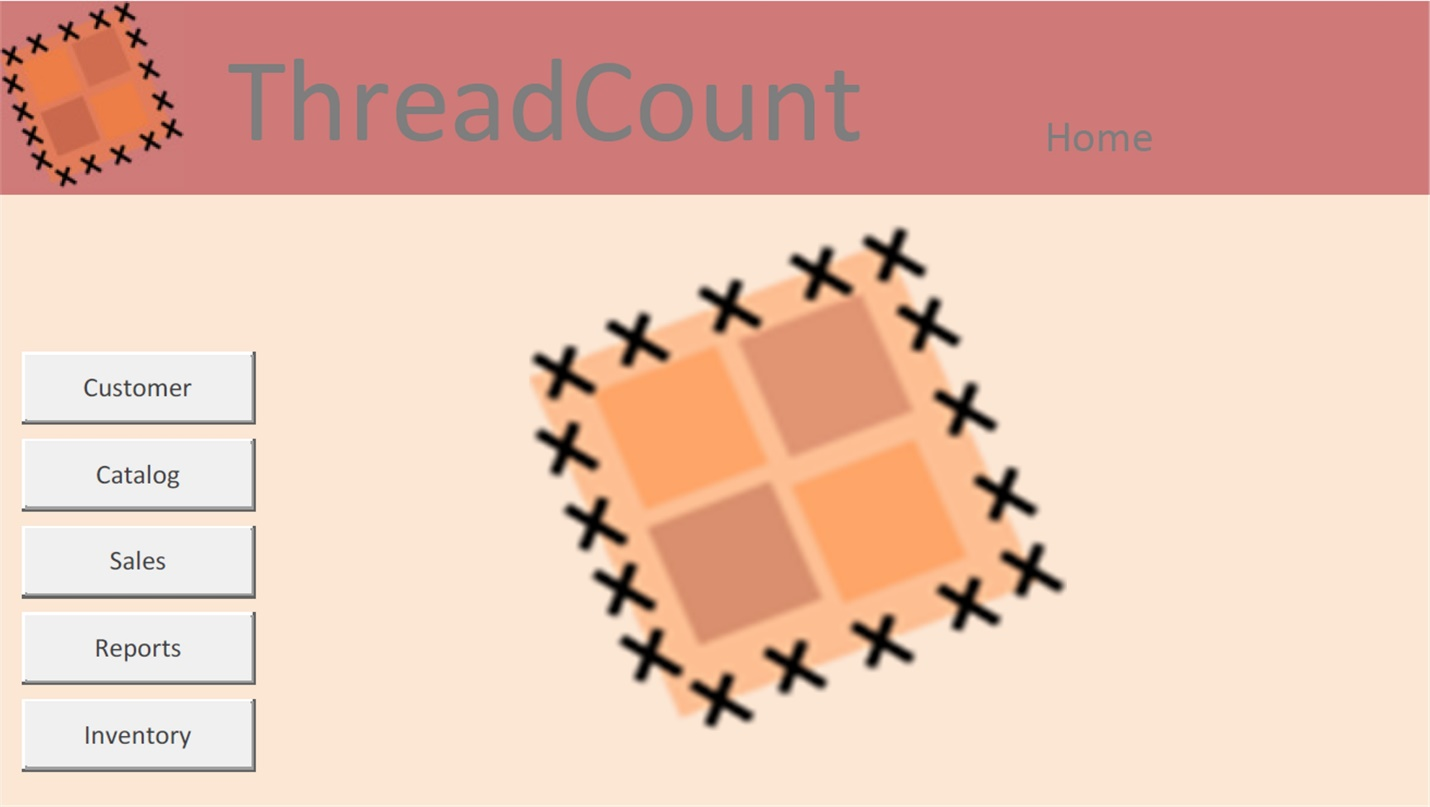 ThreadCount
Home
Customer
Catalog
Sales
Reports
Inventory